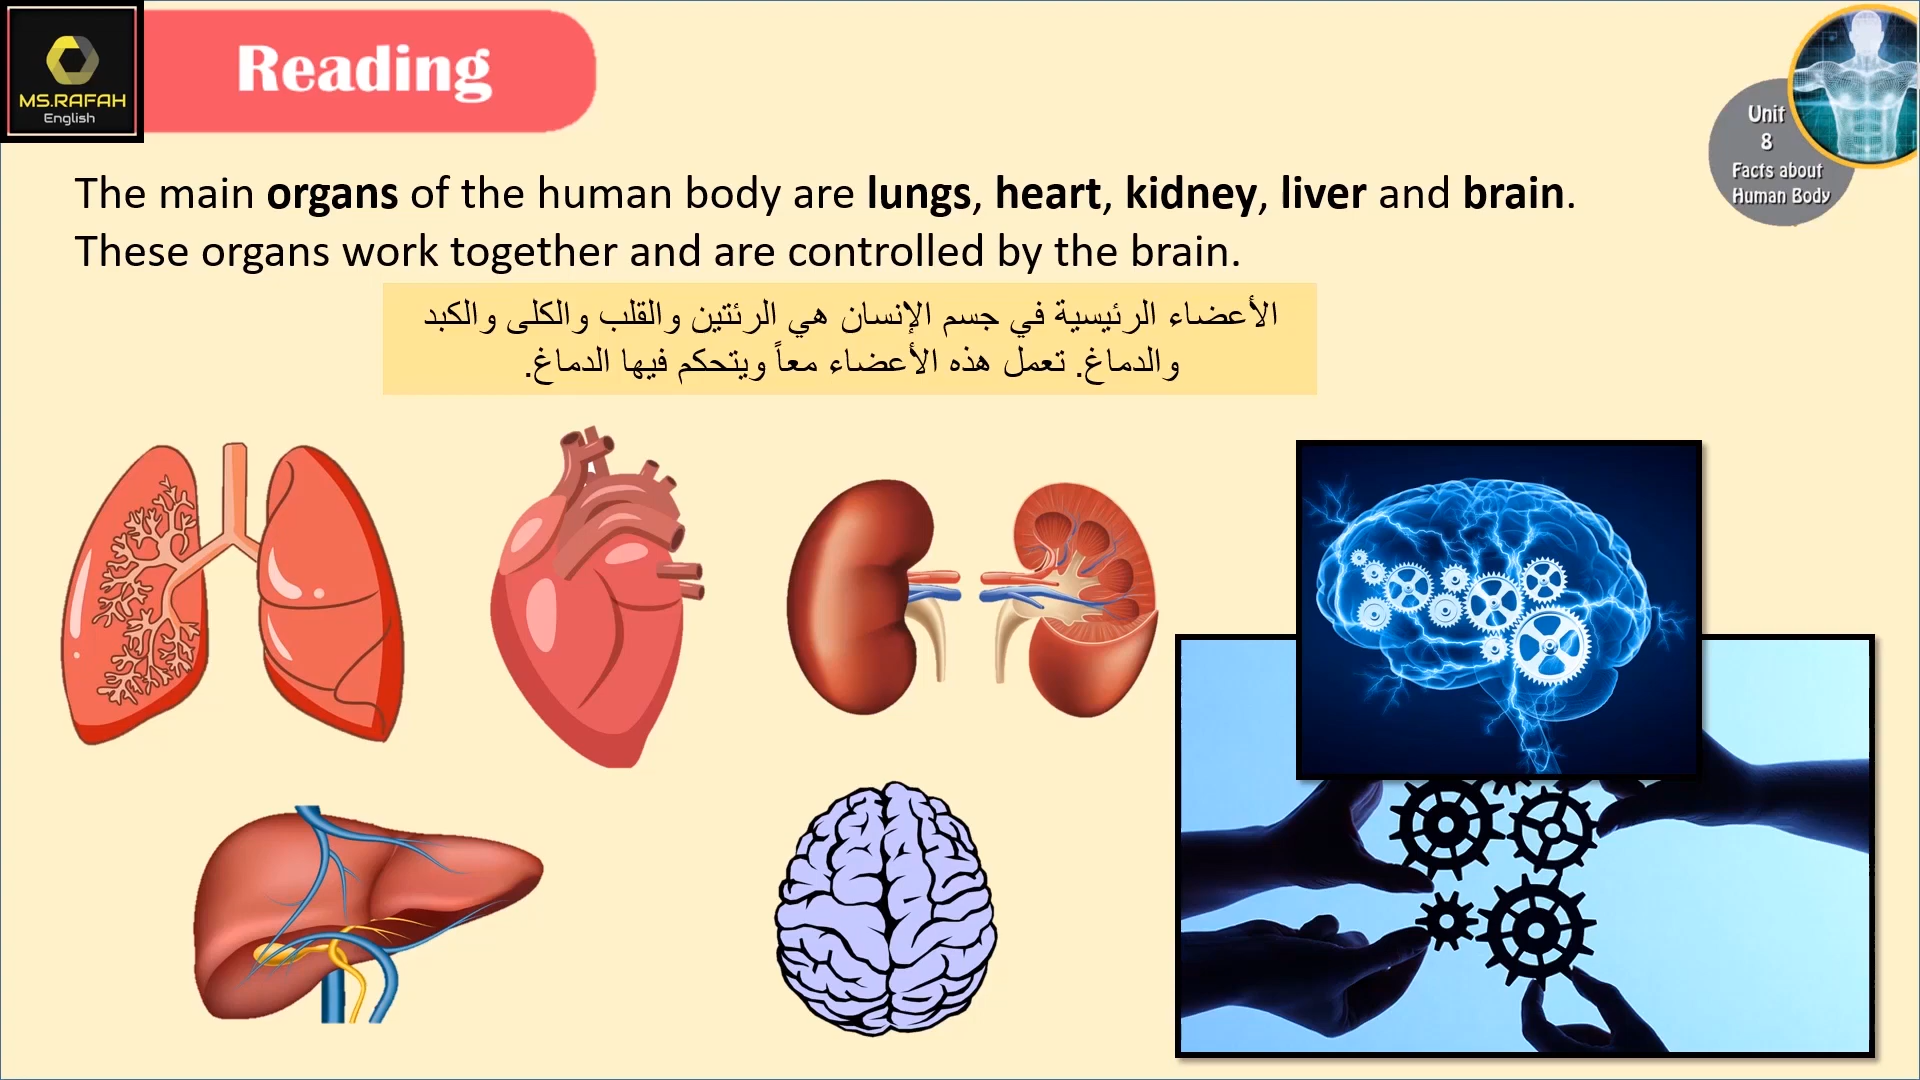 MS.RAFAH
English
Reading
Unit
8
Facts about
Human Body
The main organs of the human body are lungs, heart, kidney, liver and brain.
These organs work together and are controlled by the brain.
الأعضاء الرئيسية في جسم الإنسان هي الرئتين والقلب والكلى والكبد
والدماغ. تعمل هذه الأعضاء معاً ويتحكم فيها الدماغ.